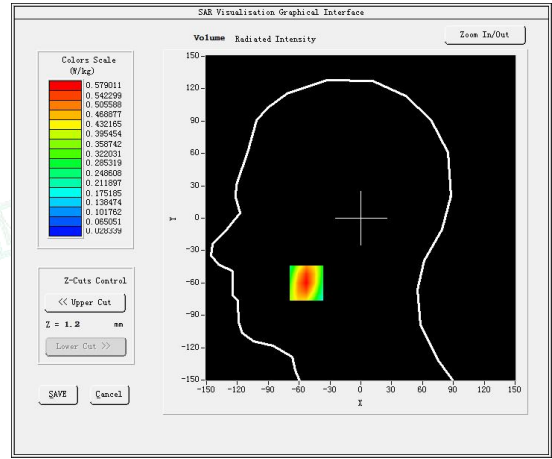 SAR Visualisation Graphical Interface
Volume Radiated Intensity
Zoom In/Out
Colors Scale
(W/kg)
0.579011
0.542299
0.505588
0.468877
0.432165
0.395454
0.358742
0.322031
0.285319
0.248608
0.211897
0.175185
0.138474
0.101762
0.065051
0.028339
Z-Cuts Control
<< Upper Cut
Z = 1.2 mm
Lower Cut >>
SAVE Cancel
150
120
90
60
30
0
-30
-60
-90
-120
-150
Y
-150 -120 -90 -60 -30 0 30 60 90 120 150
X